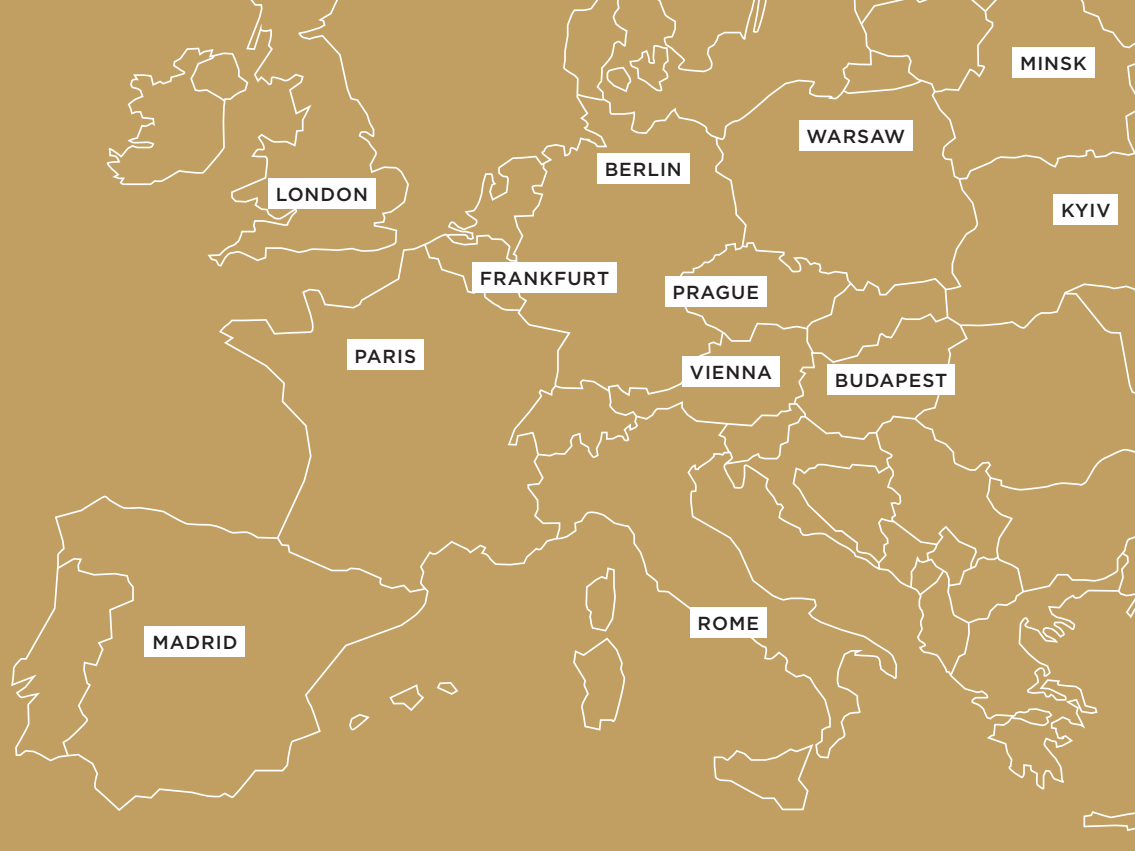 MINSK
WARSAW
BERLIN
LONDON
KYIV
FRANKFURT
PRAGUE
PARIS
VIENNA
BUDAPEST
ROME
MADRID